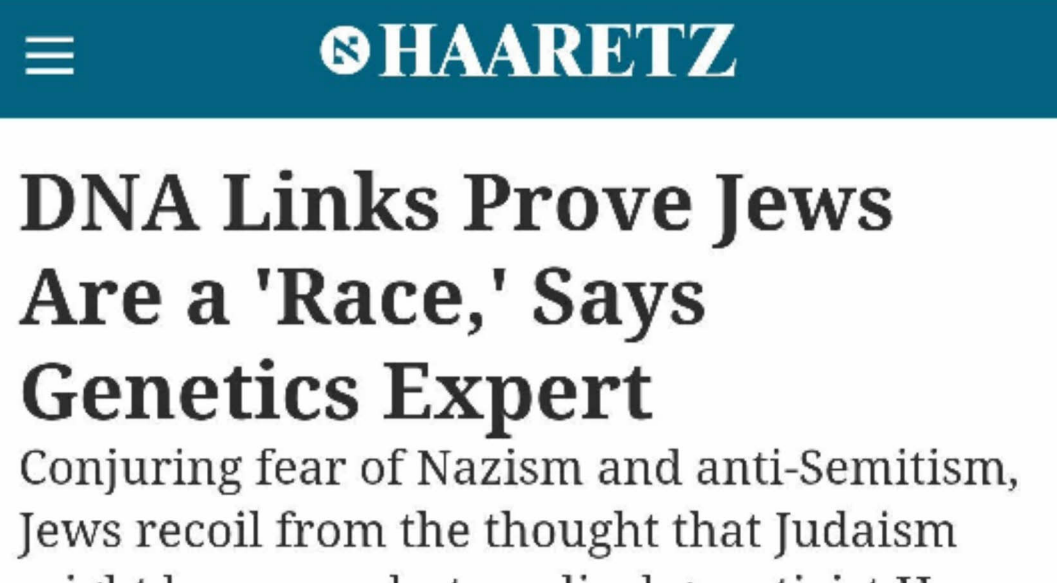 HAARETZ
DNA Links Prove Jews
Are a 'Race,' Says
Genetics Expert
Conjuring fear of Nazism and anti-Semitism,
Jews recoil from the thought that Judaism